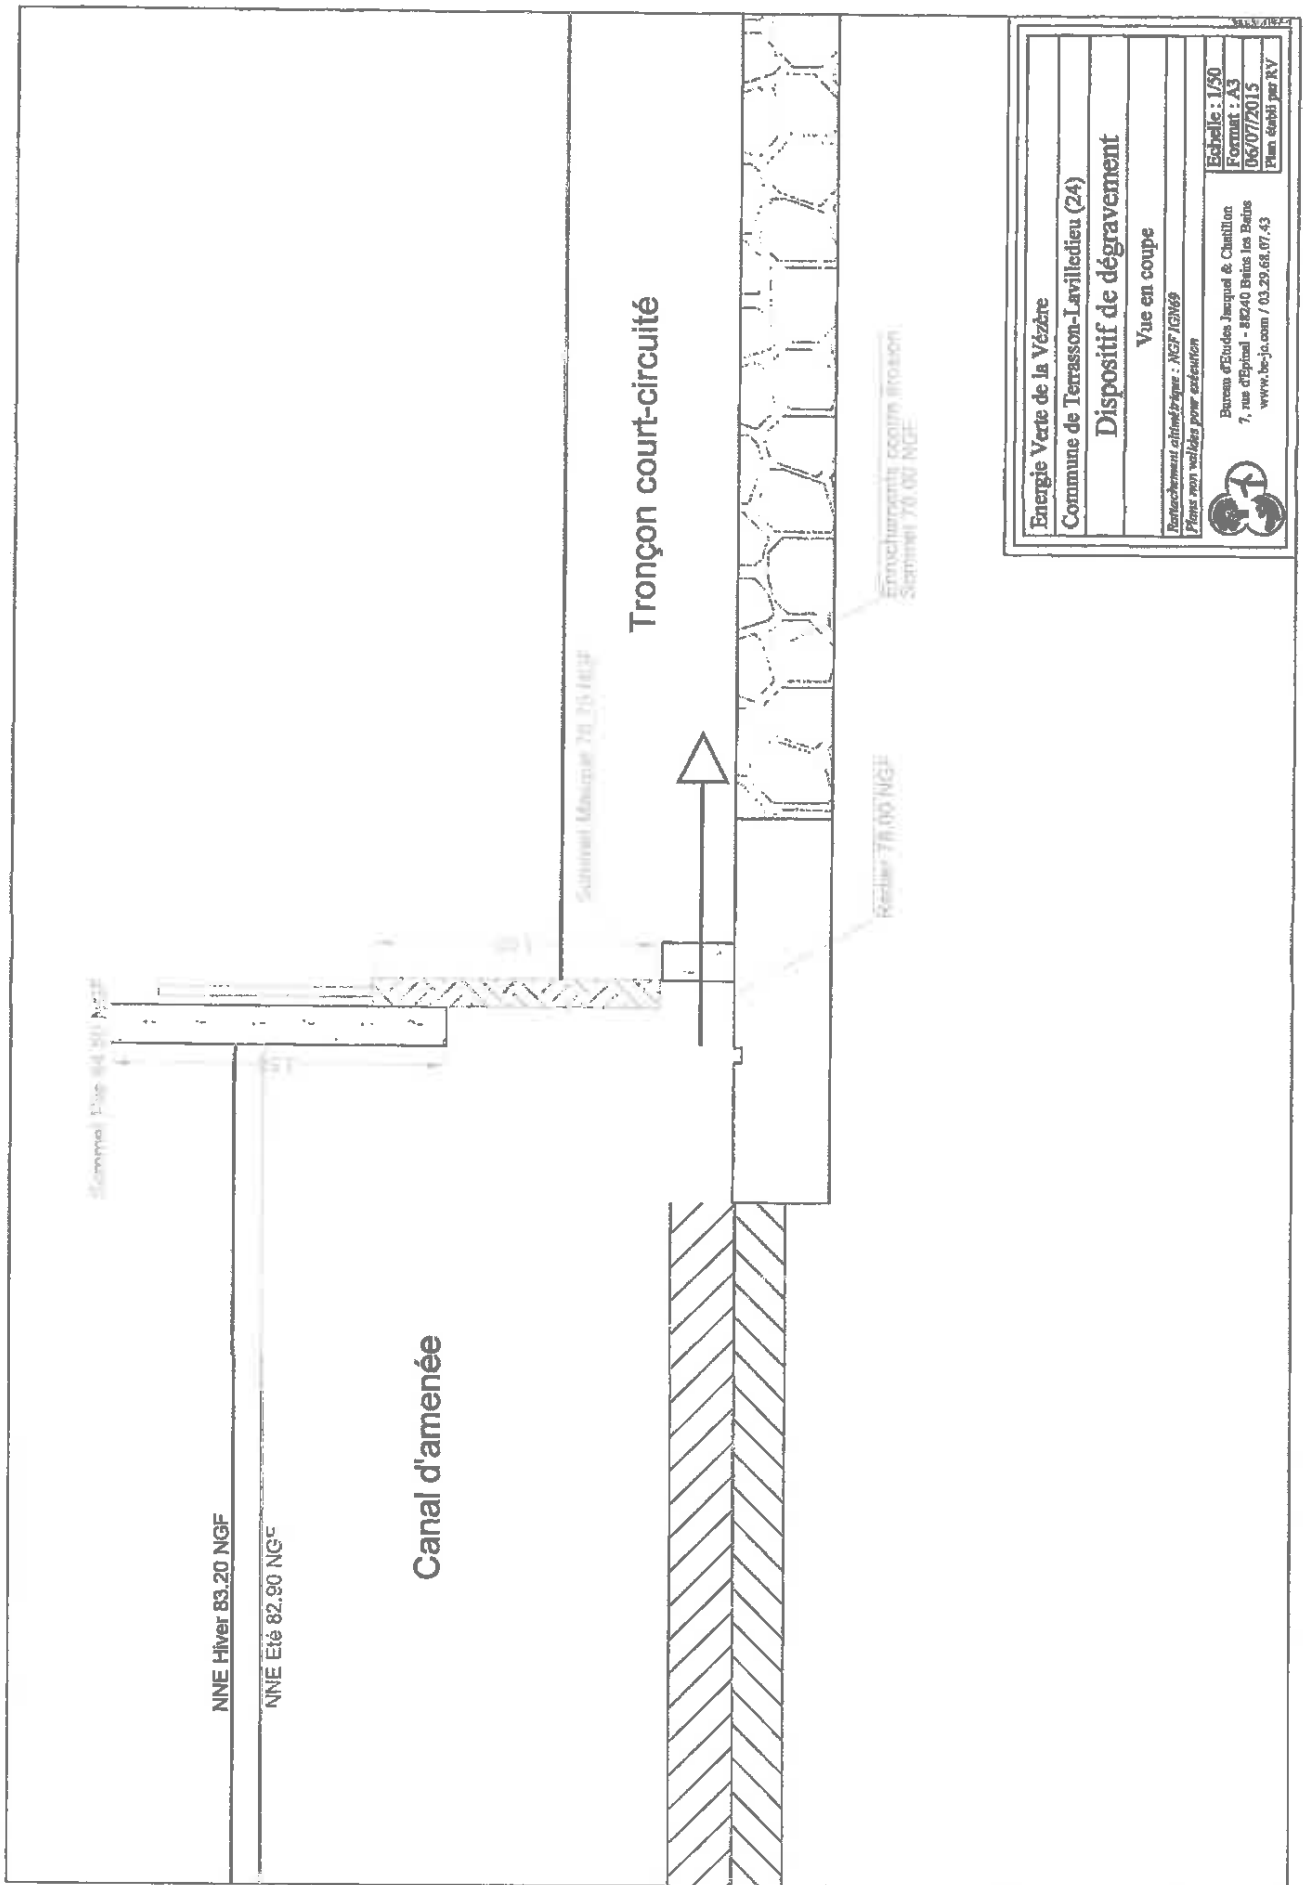 NNE Hiver 83.20 NGF
NNE Eté 82.90 NGF
Canal d'amenée
Tronçon court-circuité
Radier 78.00 NGF
Enrochements contre érosion
Sommet 78.00 NGF
Energie Verte de la Vézère
Commune de Terrasson-Lavilledieu (24)
Dispositif de dégravement
Vue en coupe
Rattachement altimétrique : NGF IGN69
Plans non valides pour exécution
Bureau d'Etudes Jacquel & Chatillon
7, rue d'Epinal - 88240 Bains les Bains
www.be-jc.com / 03.29.68.07.43
Echelle : 1/50
Format : A3
06/07/2015
Plan établi par RV